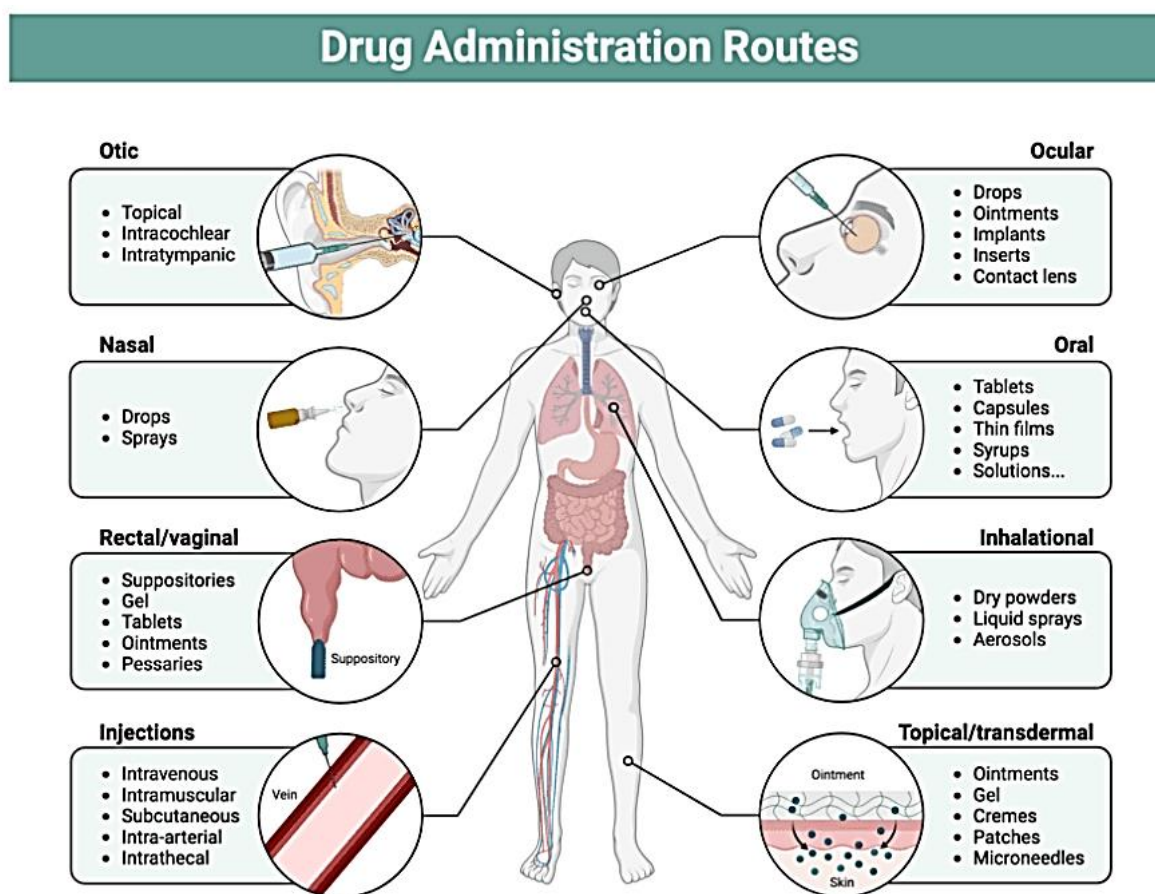 Drug Administration Routes
Otic
• Topical
• Intracochlear
• Intratympanic
Ocular
• Drops
• Ointments
• Implants
• Inserts
• Contact lens
Nasal
• Drops
• Sprays
Oral
• Tablets
• Capsules
• Thin films
• Syrups
• Solutions...
Rectal/vaginal
• Suppositories
• Gel
• Tablets
• Ointments
• Pessaries
Suppository
Inhalational
• Dry powders
• Liquid sprays
• Aerosols
Injections
• Intravenous
• Intramuscular
• Subcutaneous
• Intra-arterial
• Intrathecal
Vein
Topical/transdermal
Ointment
Skin
• Ointments
• Gel
• Cremes
• Patches
• Microneedles